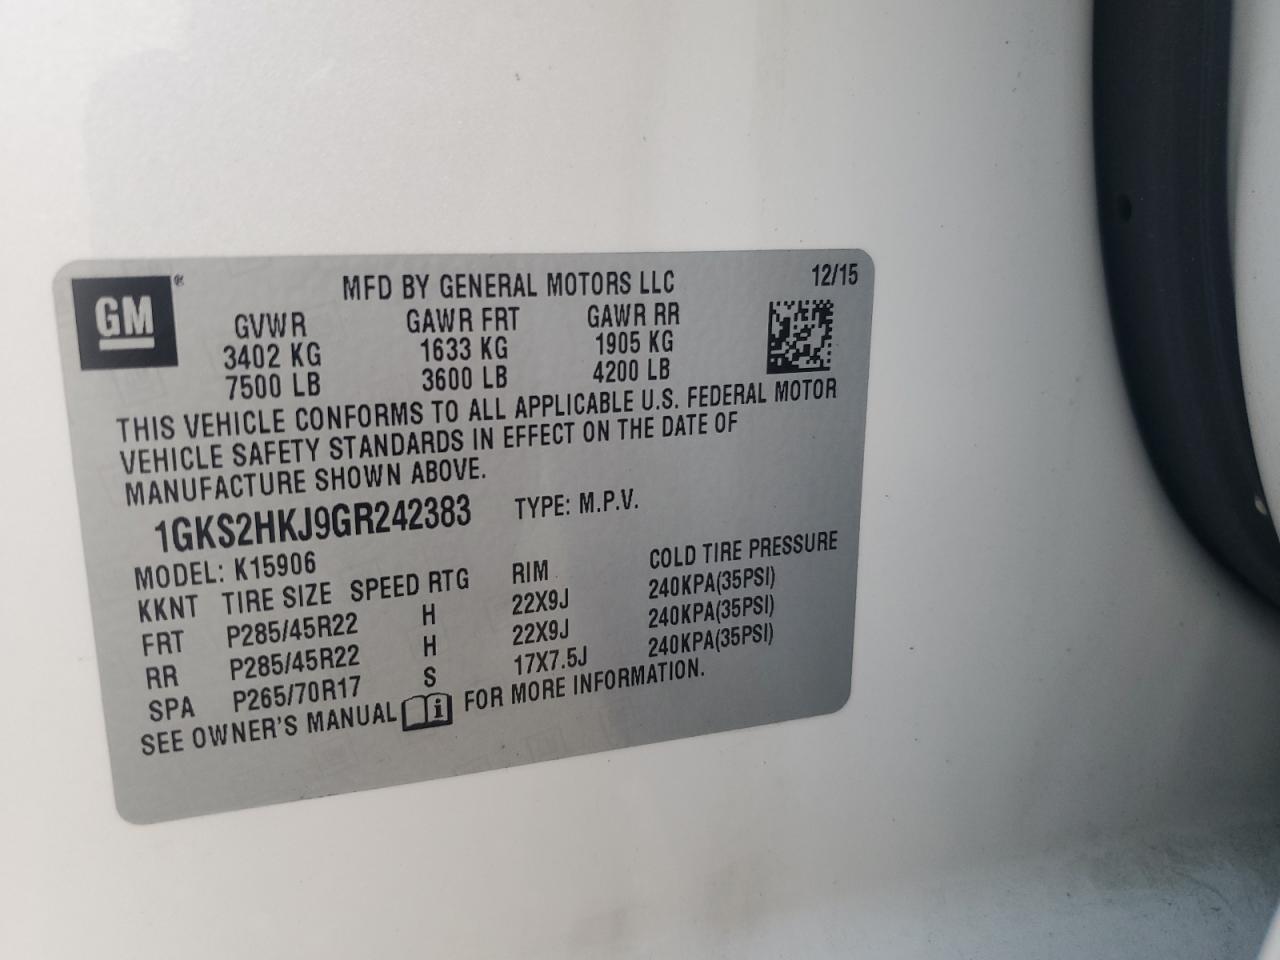 GM® MFD BY GENERAL MOTORS LLC 12/15
GVWR GAWR FRT GAWR RR
3402 KG 1633 KG 1905 KG
7500 LB 3600 LB 4200 LB
THIS VEHICLE CONFORMS TO ALL APPLICABLE U.S. FEDERAL MOTOR
VEHICLE SAFETY STANDARDS IN EFFECT ON THE DATE OF
MANUFACTURE SHOWN ABOVE.
1GKS2HKJ9GR242383 TYPE: M.P.V.
MODEL: K15906
KKNT TIRE SIZE SPEED RTG RIM COLD TIRE PRESSURE
FRT P285/45R22 H 22X9J 240KPA(35PSI)
RR P285/45R22 H 22X9J 240KPA(35PSI)
SPA P265/70R17 S 17X7.5J 240KPA(35PSI)
SEE OWNER'S MANUAL i FOR MORE INFORMATION.